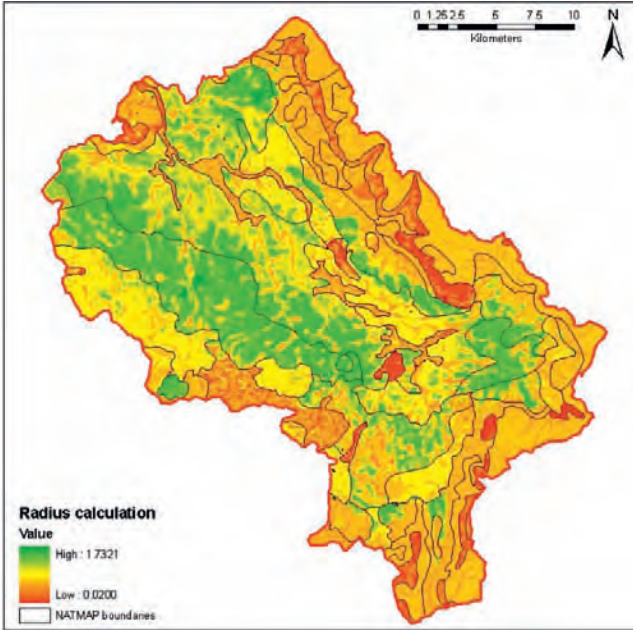 0 1.25 2.5 5 7.5 10
Kilometers
N
Radius calculation
Value
High : 1.7321
Low : 0.0200
NATMAP boundaries